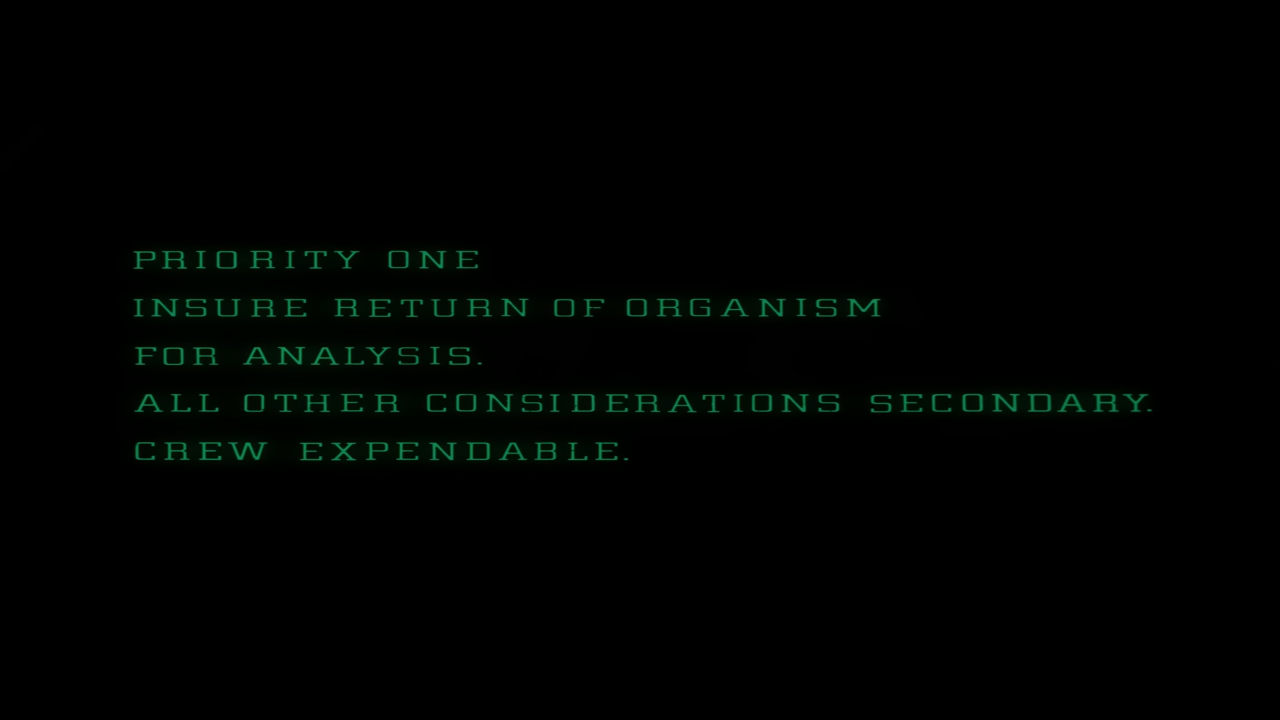 PRIORITY ONE
INSURE RETURN OF ORGANISM
FOR ANALYSIS.
ALL OTHER CONSIDERATIONS SECONDARY.
CREW EXPENDABLE.